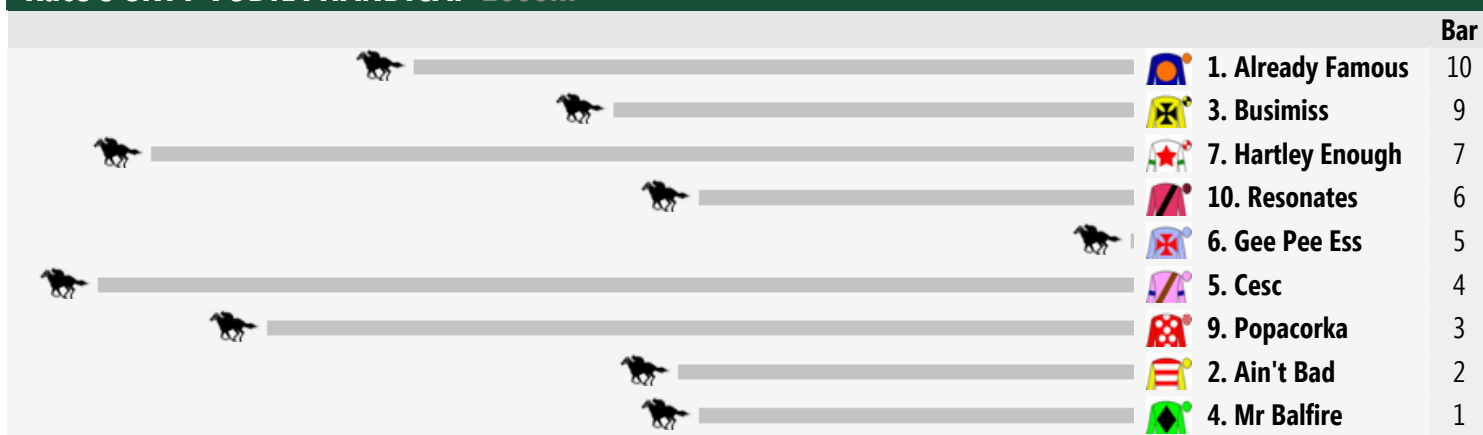 Bar
1. Already Famous 10
3. Busimiss 9
7. Hartley Enough 7
10. Resonates 6
6. Gee Pee Ess 5
5. Cesc 4
9. Popacorka 3
2. Ain't Bad 2
4. Mr Balfire 1